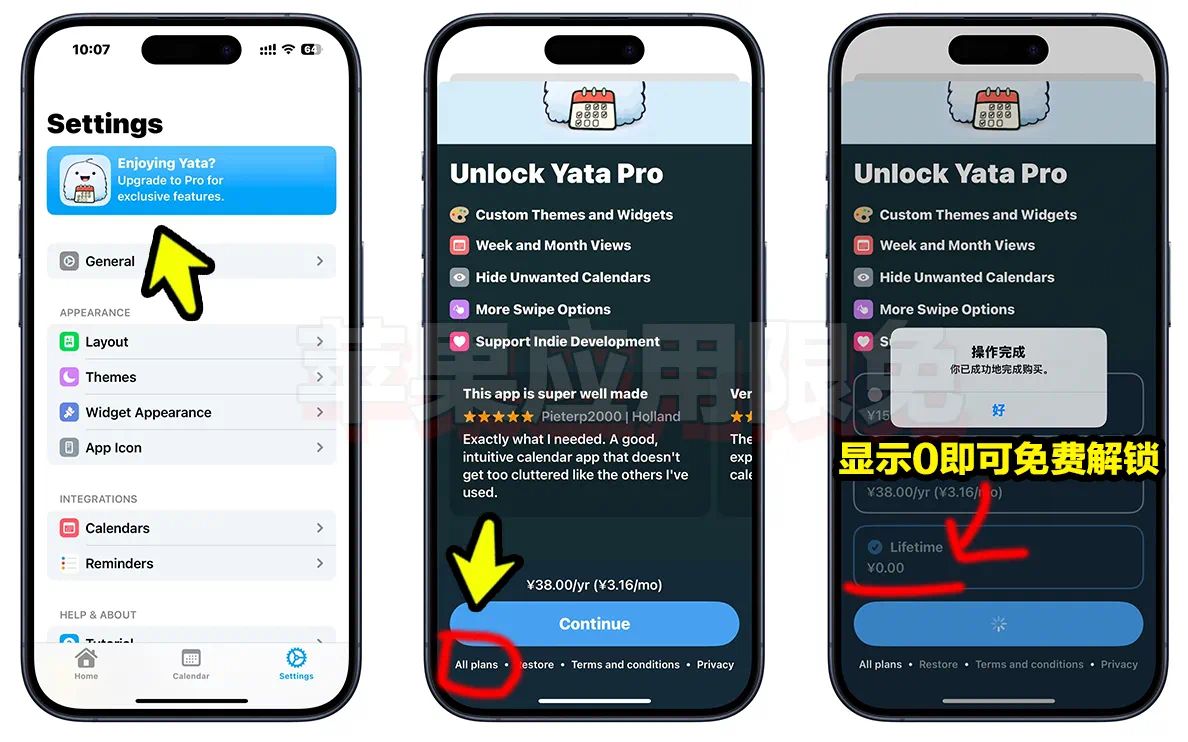 10:07
64
Settings
Enjoying Yata?
Upgrade to Pro for
exclusive features.
General
APPEARANCE
Layout
Themes
Widget Appearance
App Icon
INTEGRATIONS
Calendars
Reminders
HELP & ABOUT
Tutorial
Home
Calendar
Settings
Unlock Yata Pro
Custom Themes and Widgets
Week and Month Views
Hide Unwanted Calendars
More Swipe Options
Support Indie Development
This app is super well made
★★★★★ Pieterp2000 | Holland
Exactly what I needed. A good,
intuitive calendar app that doesn't
get too cluttered like the others I've
used.
Ver
The
exp
cale
¥38.00/yr (¥3.16/mo)
Continue
All plans • Restore • Terms and conditions • Privacy
Unlock Yata Pro
Custom Themes and Widgets
Week and Month Views
Hide Unwanted Calendars
More Swipe Options
操作完成
你已成功地完成购买。
好
显示0即可免费解锁
¥38.00/yr (¥3.16/mo)
Lifetime
¥0.00
All plans • Restore • Terms and conditions • Privacy
苹果应用限免